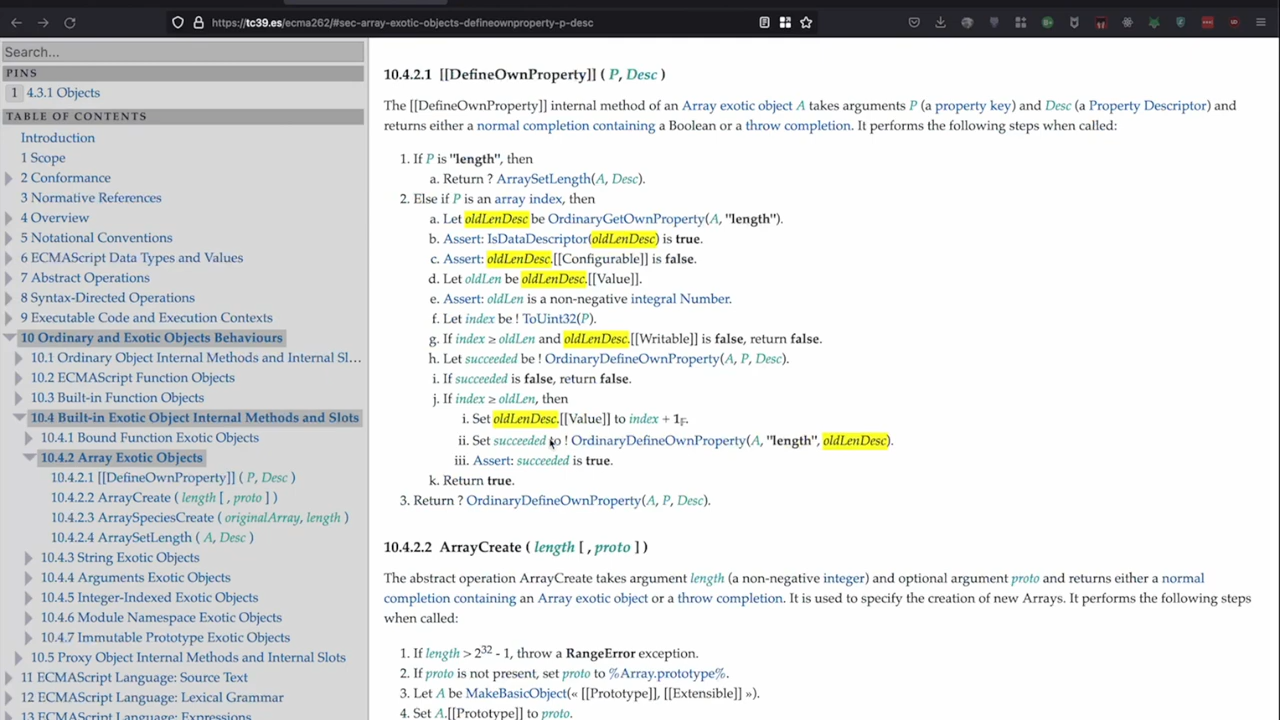 https://tc39.es/ecma262/#sec-array-exotic-objects-defineownproperty-p-desc
Search...
PINS
1 4.3.1 Objects
TABLE OF CONTENTS
Introduction
1 Scope
2 Conformance
3 Normative References
4 Overview
5 Notational Conventions
6 ECMAScript Data Types and Values
7 Abstract Operations
8 Syntax-Directed Operations
9 Executable Code and Execution Contexts
10 Ordinary and Exotic Objects Behaviours
10.1 Ordinary Object Internal Methods and Internal Sl…
10.2 ECMAScript Function Objects
10.3 Built-in Function Objects
10.4 Built-in Exotic Object Internal Methods and Slots
10.4.1 Bound Function Exotic Objects
10.4.2 Array Exotic Objects
10.4.2.1 [[DefineOwnProperty]] ( P, Desc )
10.4.2.2 ArrayCreate ( length [ , proto ] )
10.4.2.3 ArraySpeciesCreate ( originalArray, length )
10.4.2.4 ArraySetLength ( A, Desc )
10.4.3 String Exotic Objects
10.4.4 Arguments Exotic Objects
10.4.5 Integer-Indexed Exotic Objects
10.4.6 Module Namespace Exotic Objects
10.4.7 Immutable Prototype Exotic Objects
10.5 Proxy Object Internal Methods and Internal Slots
11 ECMAScript Language: Source Text
12 ECMAScript Language: Lexical Grammar
13 ECMAScript Language: Expressions
10.4.2.1 [[DefineOwnProperty]] ( P, Desc )
The [[DefineOwnProperty]] internal method of an Array exotic object A takes arguments P (a property key) and Desc (a Property Descriptor) and
returns either a normal completion containing a Boolean or a throw completion. It performs the following steps when called:
1. If P is "length", then
a. Return ? ArraySetLength(A, Desc).
2. Else if P is an array index, then
a. Let oldLenDesc be OrdinaryGetOwnProperty(A, "length").
b. Assert: IsDataDescriptor(oldLenDesc) is true.
c. Assert: oldLenDesc.[[Configurable]] is false.
d. Let oldLen be oldLenDesc.[[Value]].
e. Assert: oldLen is a non-negative integral Number.
f. Let index be ! ToUint32(P).
g. If index ≥ oldLen and oldLenDesc.[[Writable]] is false, return false.
h. Let succeeded be ! OrdinaryDefineOwnProperty(A, P, Desc).
i. If succeeded is false, return false.
j. If index ≥ oldLen, then
i. Set oldLenDesc.[[Value]] to index + 1𝔽.
ii. Set succeeded to ! OrdinaryDefineOwnProperty(A, "length", oldLenDesc).
iii. Assert: succeeded is true.
k. Return true.
3. Return ? OrdinaryDefineOwnProperty(A, P, Desc).
10.4.2.2 ArrayCreate ( length [ , proto ] )
The abstract operation ArrayCreate takes argument length (a non-negative integer) and optional argument proto and returns either a normal
completion containing an Array exotic object or a throw completion. It is used to specify the creation of new Arrays. It performs the following steps
when called:
1. If length > 2³² - 1, throw a RangeError exception.
2. If proto is not present, set proto to %Array.prototype%.
3. Let A be MakeBasicObject(« [[Prototype]], [[Extensible]] »).
4. Set A.[[Prototype]] to proto.